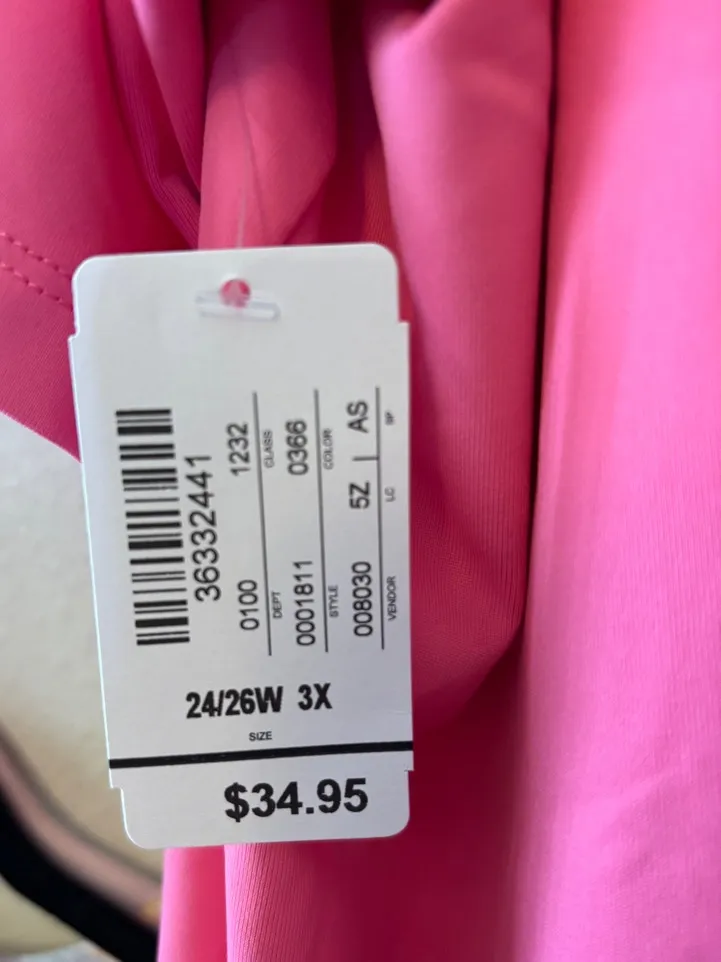 36332441
0100 1232
DEPT CLASS
0001811 0366
STYLE COLOR
008030 5Z AS
VENDOR LC
24/26W 3X
SIZE
$34.95